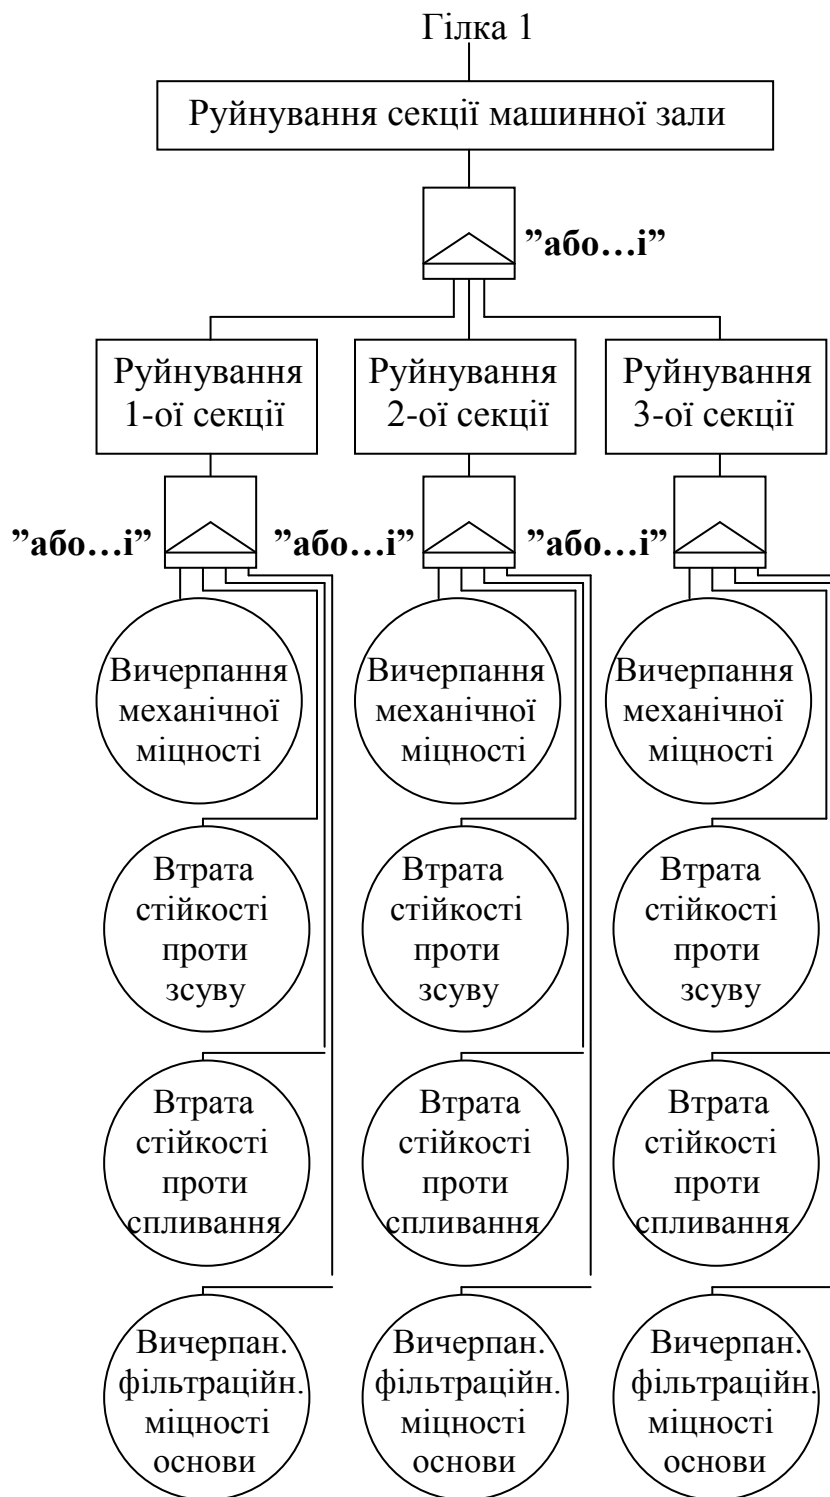 Гілка 1
Руйнування секції машинної зали
”або…і”
Руйнування
1-ої секції
Руйнування
2-ої секції
Руйнування
3-ої секції
”або…і”
”або…і”
”або…і”
Вичерпання
механічної
міцності
Вичерпання
механічної
міцності
Вичерпання
механічної
міцності
Втрата
стійкості
проти
зсуву
Втрата
стійкості
проти
зсуву
Втрата
стійкості
проти
зсуву
Втрата
стійкості
проти
спливання
Втрата
стійкості
проти
спливання
Втрата
стійкості
проти
спливання
Вичерпан.
фільтраційн.
міцності
основи
Вичерпан.
фільтраційн.
міцності
основи
Вичерпан.
фільтраційн.
міцності
основи